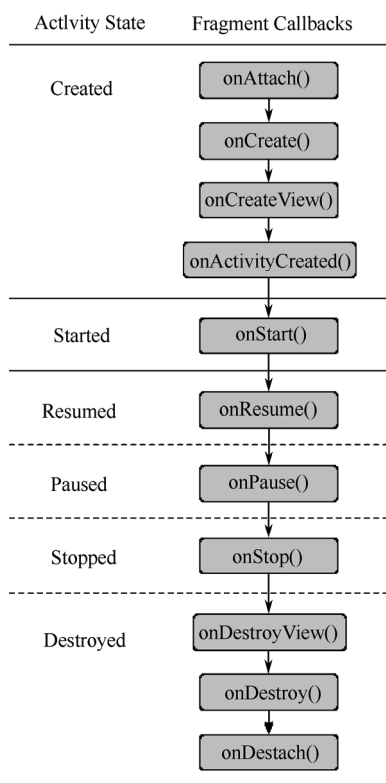 Actlvity State Fragment Callbacks
Created
onAttach()
onCreate()
onCreateView()
onActivityCreated()
Started
onStart()
Resumed
onResume()
Paused
onPause()
Stopped
onStop()
Destroyed
onDestroyView()
onDestroy()
onDestach()